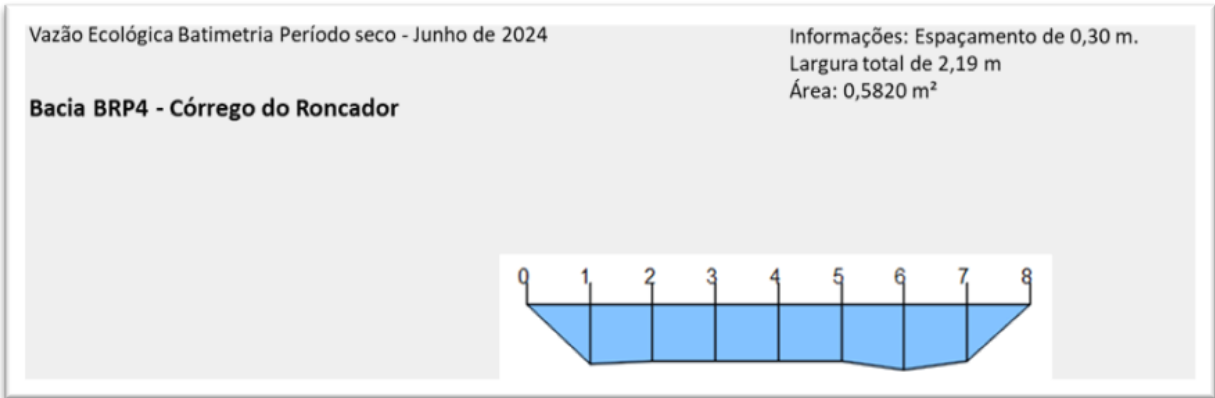 Vazão Ecológica Batimetria Período seco - Junho de 2024
Bacia BRP4 - Córrego do Roncador
Informações: Espaçamento de 0,30 m.
Largura total de 2,19 m
Área: 0,5820 m²
0 1 2 3 4 5 6 7 8